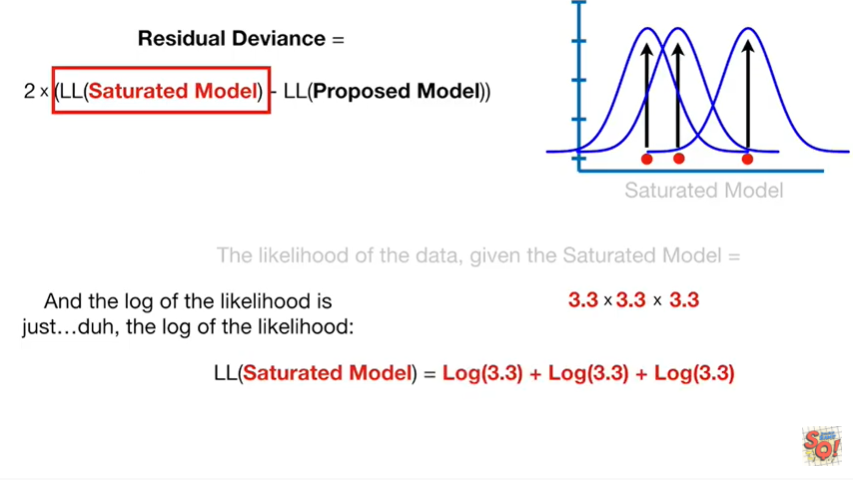 Residual Deviance =
2 x (LL(Saturated Model) - LL(Proposed Model))
Saturated Model
The likelihood of the data, given the Saturated Model =
And the log of the likelihood is
just…duh, the log of the likelihood:
3.3 x 3.3 x 3.3
LL(Saturated Model) = Log(3.3) + Log(3.3) + Log(3.3)
SQ!